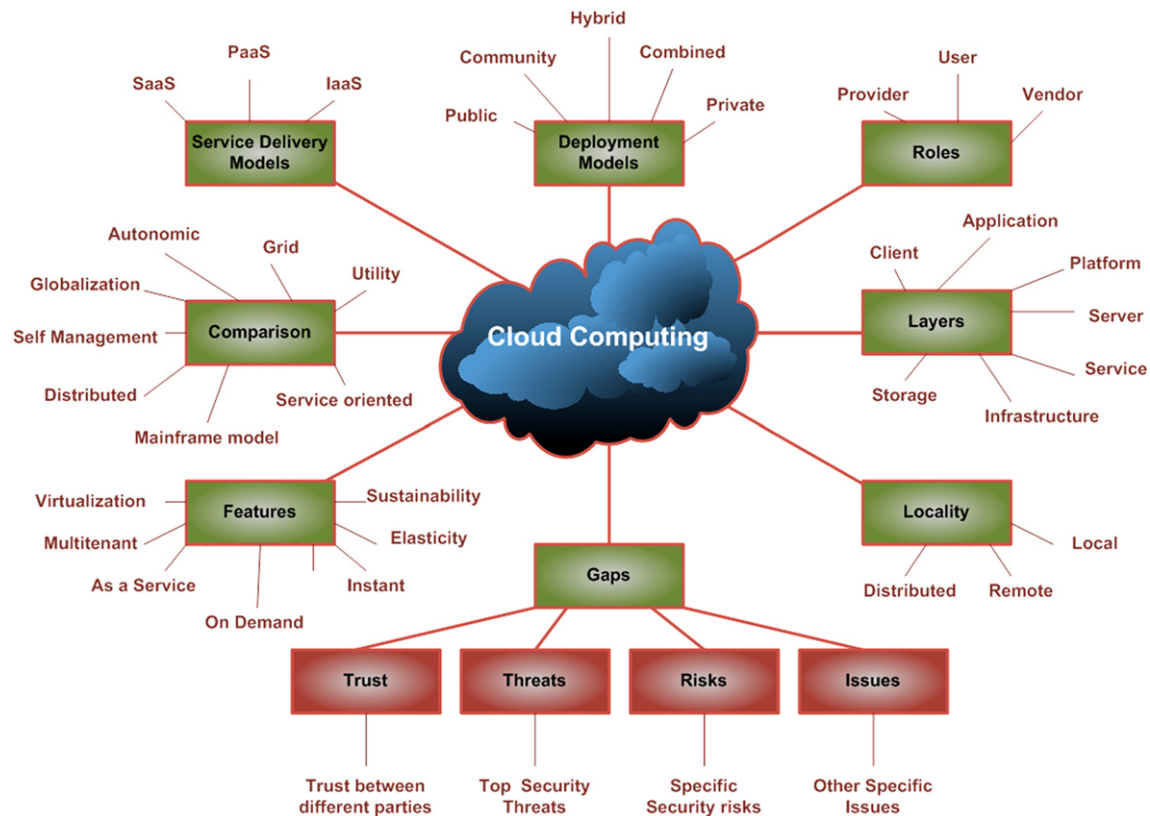 Hybrid
PaaS
Community
Combined
User
SaaS
IaaS
Provider
Vendor
Public
Private
Service Delivery
Models
Deployment
Models
Roles
Autonomic
Grid
Application
Client
Globalization
Utility
Platform
Self Management
Comparison
Cloud Computing
Layers
Server
Service
Distributed
Service oriented
Storage
Infrastructure
Mainframe model
Virtualization
Sustainability
Features
Locality
Multitenant
Elasticity
Local
As a Service
Instant
Gaps
Distributed
Remote
On Demand
Trust
Threats
Risks
Issues
Trust between
different parties
Top Security
Threats
Specific
Security risks
Other Specific
Issues